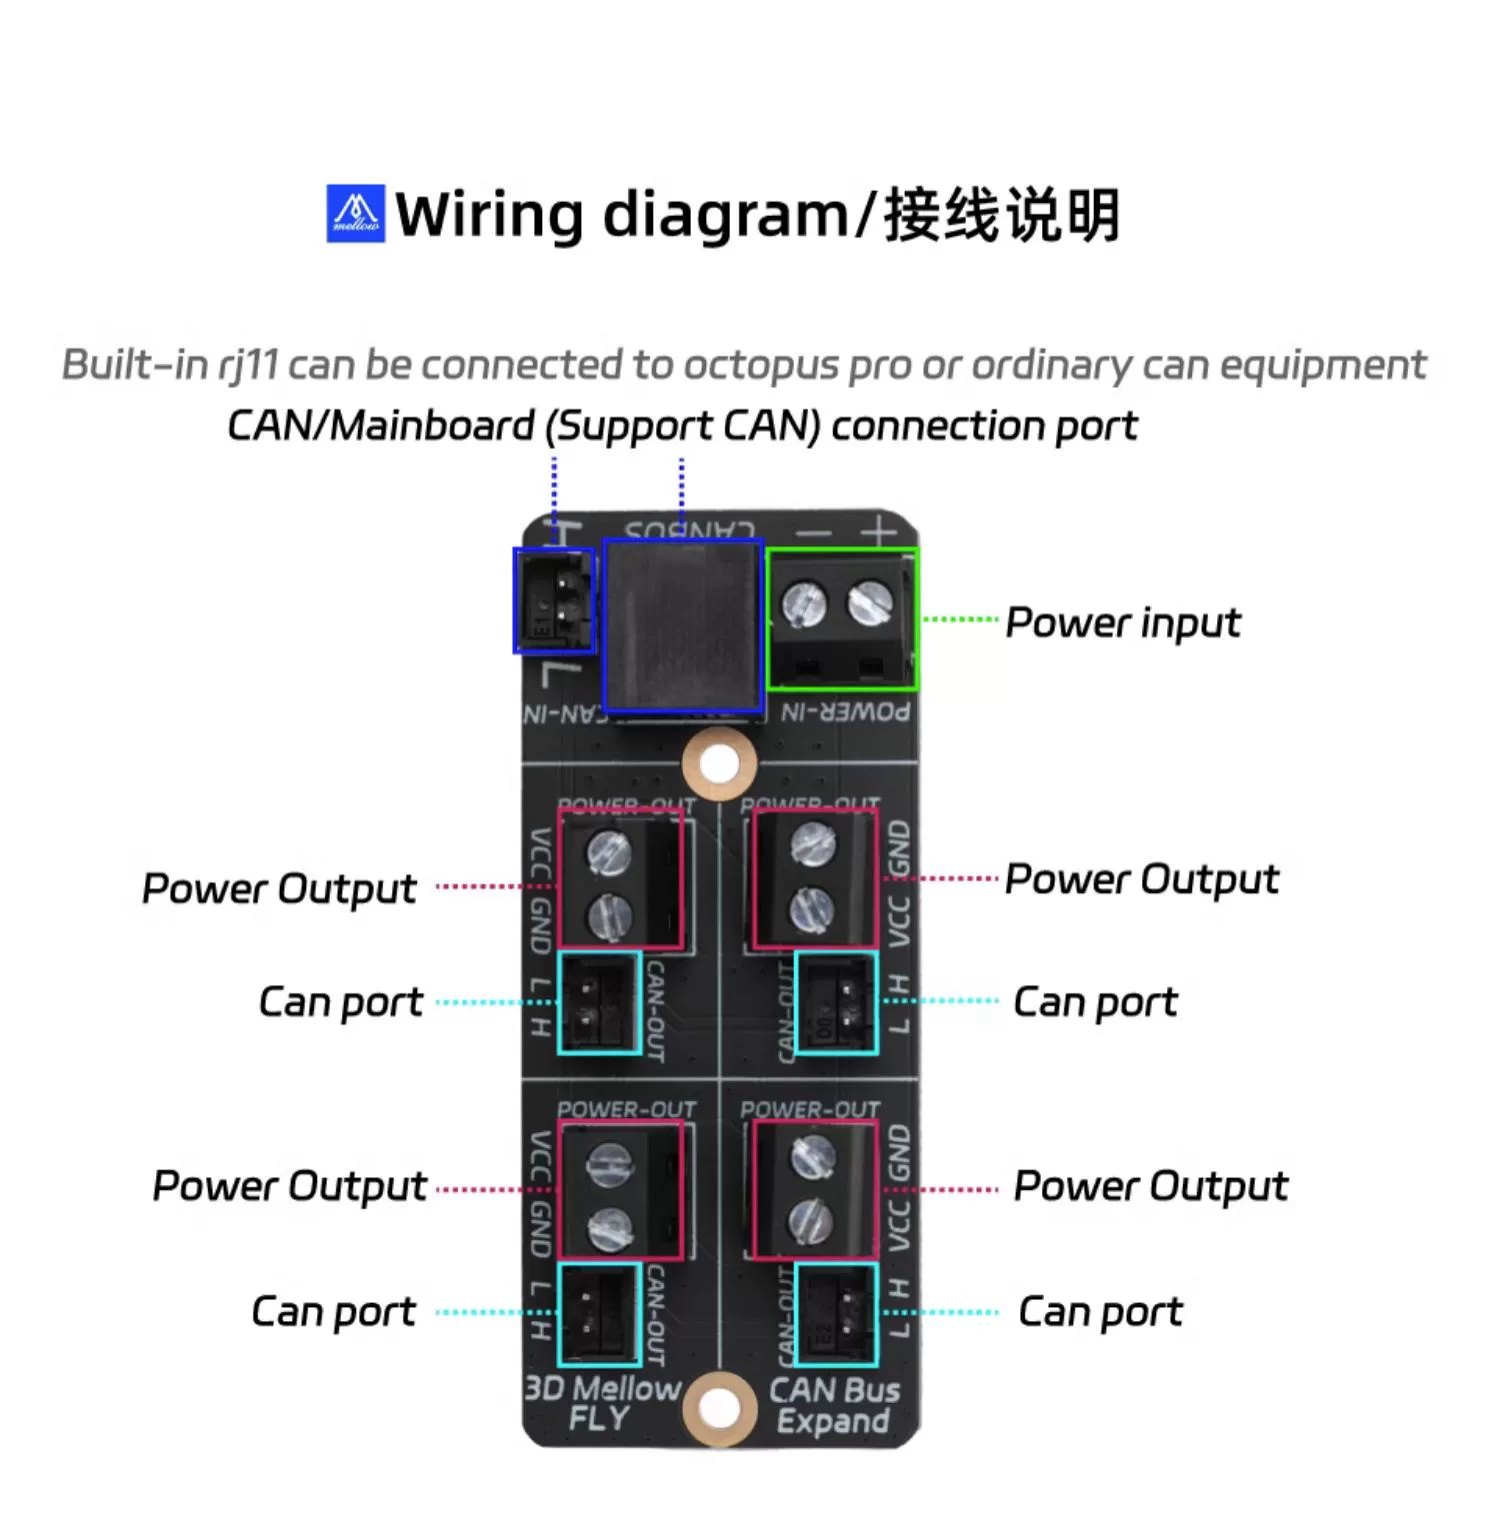 mellow
Wiring diagram/接线说明
Built-in rj11 can be connected to octopus pro or ordinary can equipment
CAN/Mainboard (Support CAN) connection port
H
CANBUS
− +
E1
Power input
L
CAN-IN
POWER-IN
POWER-OUT
POWER-OUT
VCC GND
GND VCC
Power Output
Power Output
L H
CAN-OUT
CAN-OUT
H L
Can port
Can port
POWER-OUT
POWER-OUT
VCC GND
GND VCC
Power Output
Power Output
L H
CAN-OUT
CAN-OUT
E2
H L
Can port
Can port
3D Mellow
FLY
CAN Bus
Expand